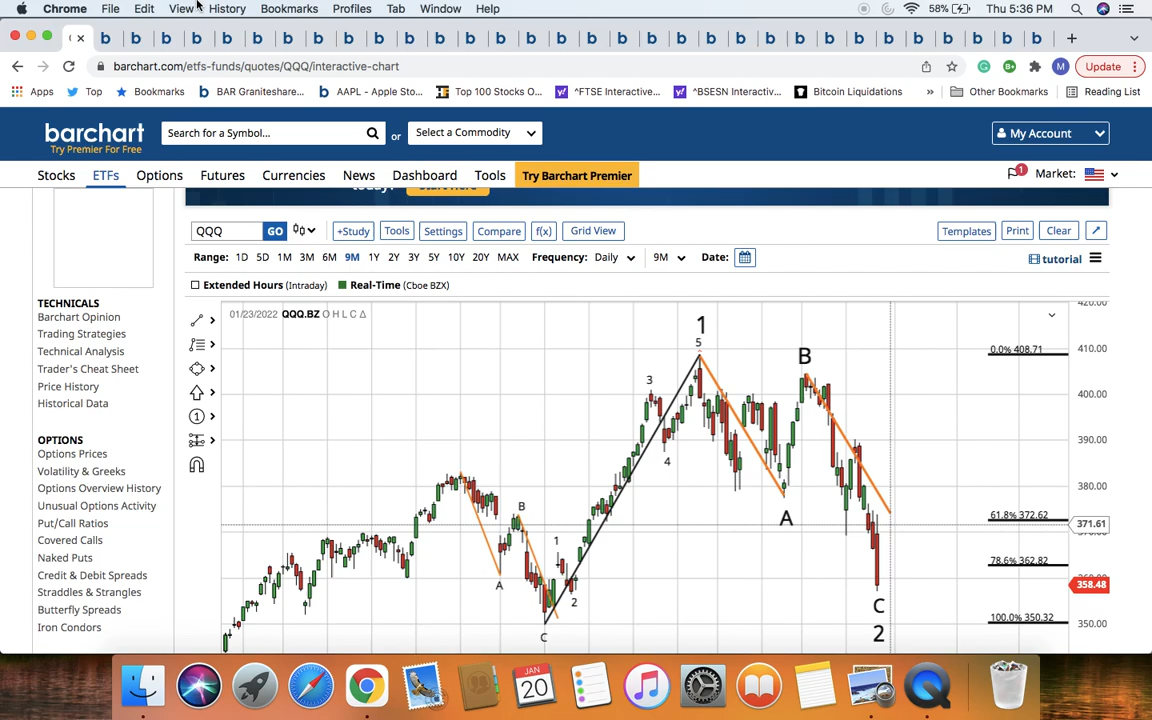 Chrome File Edit View History Bookmarks Profiles Tab Window Help 58% Thu 5:36 PM
barchart.com/etfs-funds/quotes/QQQ/interactive-chart M Update
Apps Top Bookmarks BAR Graniteshare... AAPL - Apple Sto... Top 100 Stocks O... ^FTSE Interactive... ^BSESN Interactiv... Bitcoin Liquidations » Other Bookmarks Reading List
barchart
Try Premier For Free
Search for a Symbol... or Select a Commodity My Account
Stocks ETFs Options Futures Currencies News Dashboard Tools Try Barchart Premier 1 Market:
QQQ GO +Study Tools Settings Compare f(x) Grid View Templates Print Clear
Range: 1D 5D 1M 3M 6M 9M 1Y 2Y 3Y 5Y 10Y 20Y MAX Frequency: Daily 9M Date: tutorial
Extended Hours (Intraday) Real-Time (Cboe BZX)
TECHNICALS
Barchart Opinion
Trading Strategies
Technical Analysis
Trader's Cheat Sheet
Price History
Historical Data
OPTIONS
Options Prices
Volatility & Greeks
Options Overview History
Unusual Options Activity
Put/Call Ratios
Covered Calls
Naked Puts
Credit & Debit Spreads
Straddles & Strangles
Butterfly Spreads
Iron Condors
01/23/2022 QQQ.BZ O H L C Δ
1
5
B
3
4
A
B
A
1
2
C
C
2
0.0% 408.71
61.8% 372.62
78.6% 362.82
100.0% 350.32
420.00
410.00
400.00
390.00
380.00
371.61
358.48
350.00
JAN
20